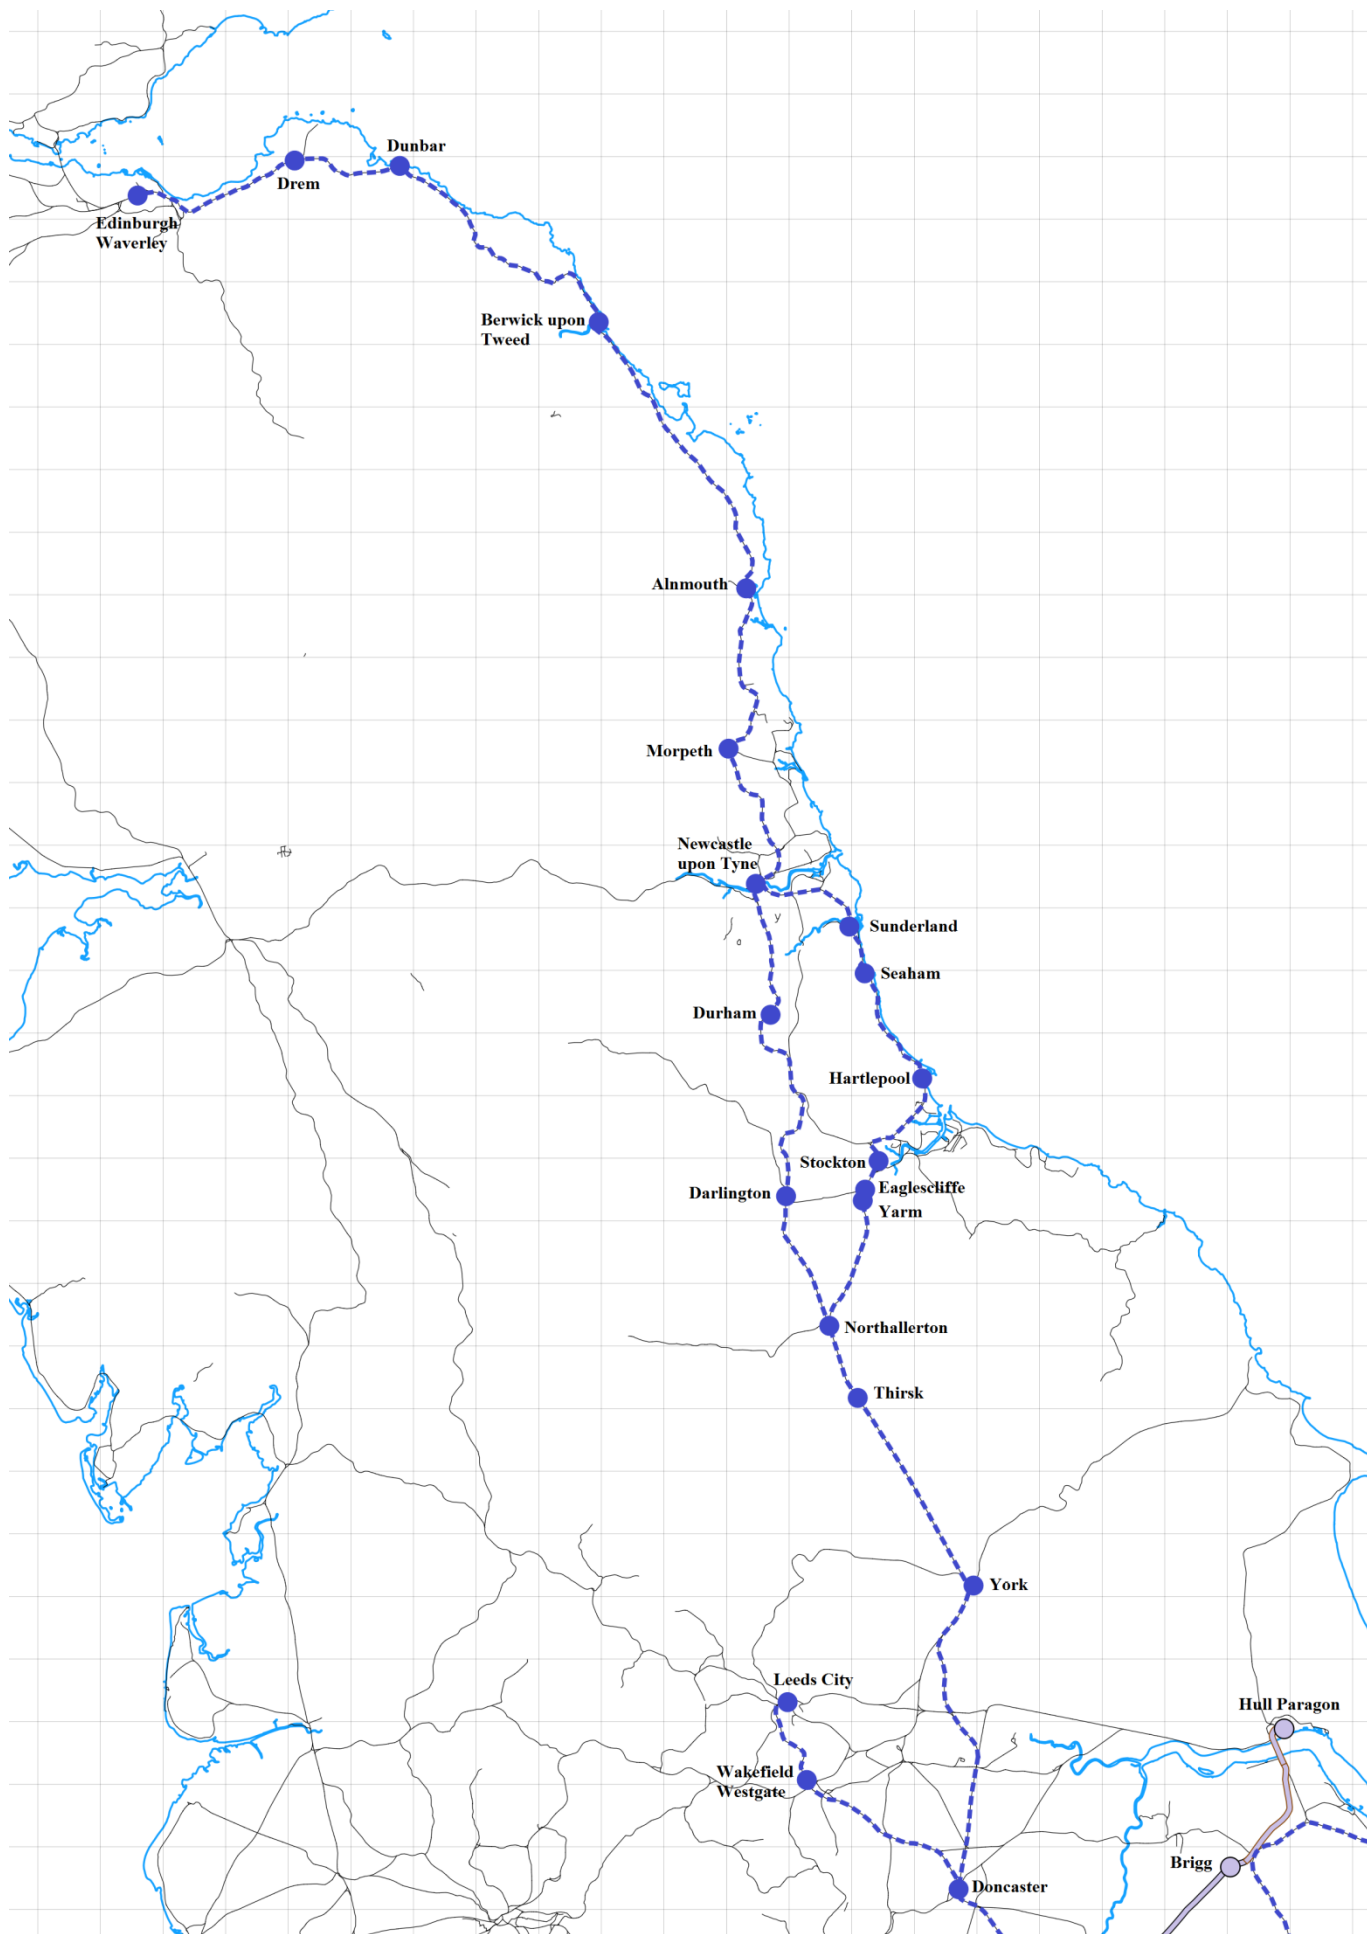 Dunbar
Drem
Edinburgh
Waverley
Berwick upon
Tweed
Alnmouth
Morpeth
Newcastle
upon Tyne
Sunderland
Seaham
Durham
Hartlepool
Stockton
Eaglescliffe
Darlington
Yarm
Northallerton
Thirsk
York
Leeds City
Hull Paragon
Wakefield
Westgate
Brigg
Doncaster